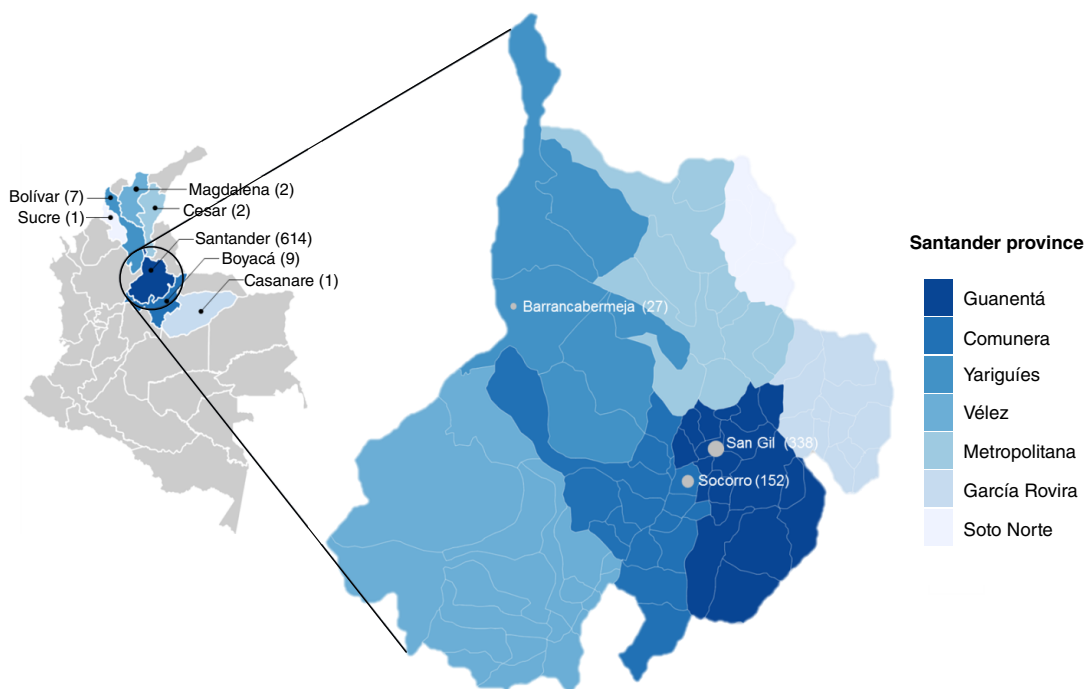 Bolívar (7)
Magdalena (2)
Sucre (1)
Cesar (2)
Santander (614)
Boyacá (9)
Casanare (1)
Barrancabermeja (27)
San Gil (338)
Socorro (152)
Santander province
Guanentá
Comunera
Yariguíes
Vélez
Metropolitana
García Rovira
Soto Norte